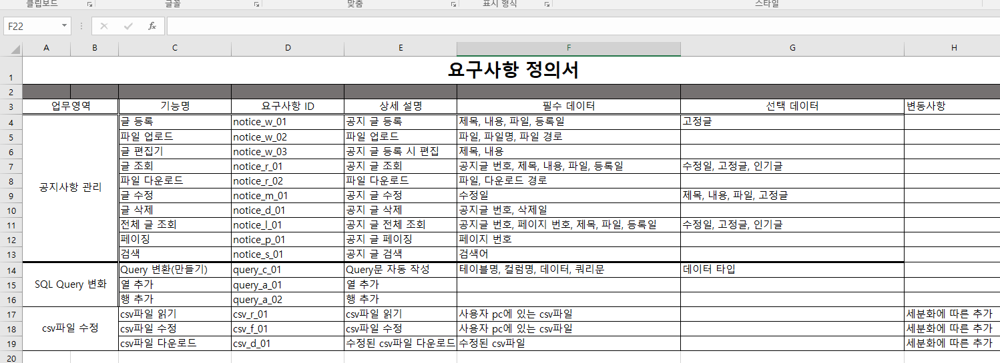 클립보드 글꼴 맞춤 표시 형식 스타일
F22 fx
A B C D E F G H
1 요구사항 정의서
2
3 업무영역 기능명 요구사항 ID 상세 설명 필수 데이터 선택 데이터 변동사항
4 글 등록 notice_w_01 공지 글 등록 제목, 내용, 파일, 등록일 고정글
5 파일 업로드 notice_w_02 파일 업로드 파일, 파일명, 파일 경로
6 글 편집기 notice_w_03 공지 글 등록 시 편집 제목, 내용
7 글 조회 notice_r_01 공지 글 조회 공지글 번호, 제목, 내용, 파일, 등록일 수정일, 고정글, 인기글
8 공지사항 관리 파일 다운로드 notice_r_02 파일 다운로드 파일, 다운로드 경로
9 글 수정 notice_m_01 공지 글 수정 수정일 제목, 내용, 파일, 고정글
10 글 삭제 notice_d_01 공지 글 삭제 공지글 번호, 삭제일
11 전체 글 조회 notice_l_01 공지 글 전체 조회 공지글 번호, 페이지 번호, 제목, 파일, 등록일 수정일, 고정글, 인기글
12 페이징 notice_p_01 공지 글 페이징 페이지 번호
13 검색 notice_s_01 공지 글 검색 검색어
14 Query 변환(만들기) query_c_01 Query문 자동 작성 테이블명, 컬럼명, 데이터, 쿼리문 데이터 타입
15 SQL Query 변화 열 추가 query_a_01 열 추가
16 행 추가 query_a_02 행 추가
17 csv파일 읽기 csv_r_01 csv파일 읽기 사용자 pc에 있는 csv파일 세분화에 따른 추가
18 csv파일 수정 csv파일 수정 csv_f_01 csv파일 수정 사용자 pc에 있는 csv파일 세분화에 따른 추가
19 csv파일 다운로드 csv_d_01 수정된 csv파일 다운로드 수정된 csv파일 세분화에 따른 추가
20